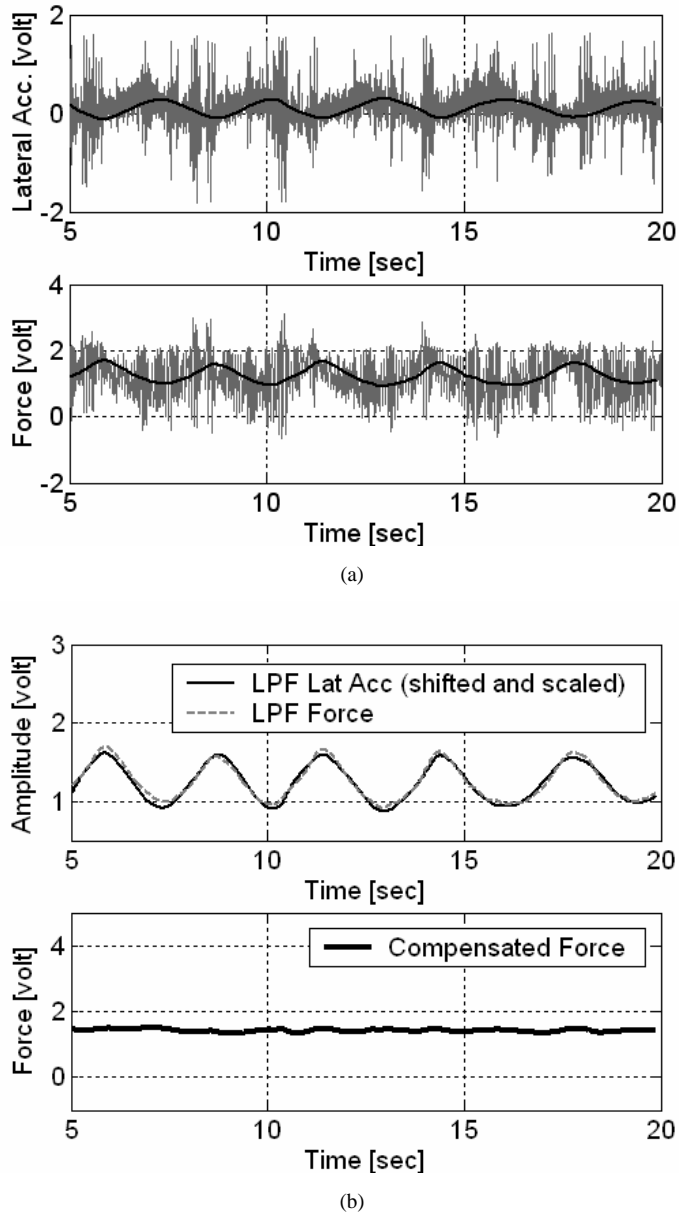 2
0
-2
Lateral Acc. [volt]
5
10
15
20
Time [sec]
4
2
0
-2
Force [volt]
5
10
15
20
Time [sec]
(a)
3
2
1
Amplitude [volt]
LPF Lat Acc (shifted and scaled)
LPF Force
5
10
15
20
Time [sec]
4
2
0
Force [volt]
Compensated Force
5
10
15
20
Time [sec]
(b)